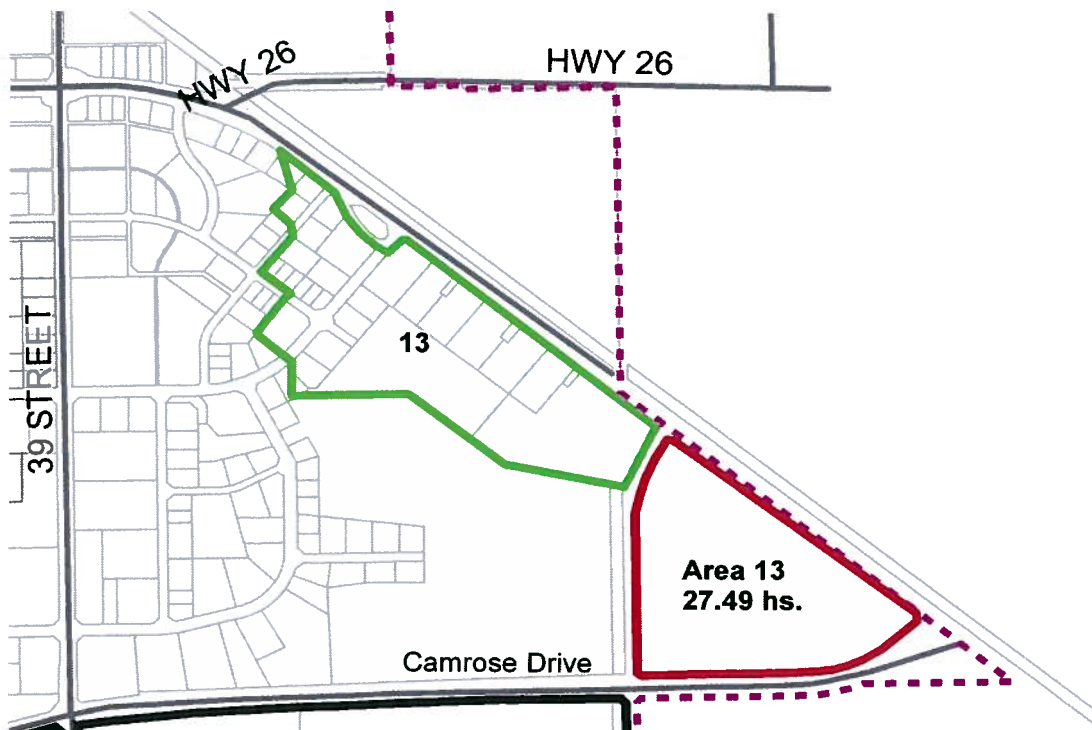 HWY 26
HWY 26
39 STREET
13
Area 13
27.49 hs.
Camrose Drive